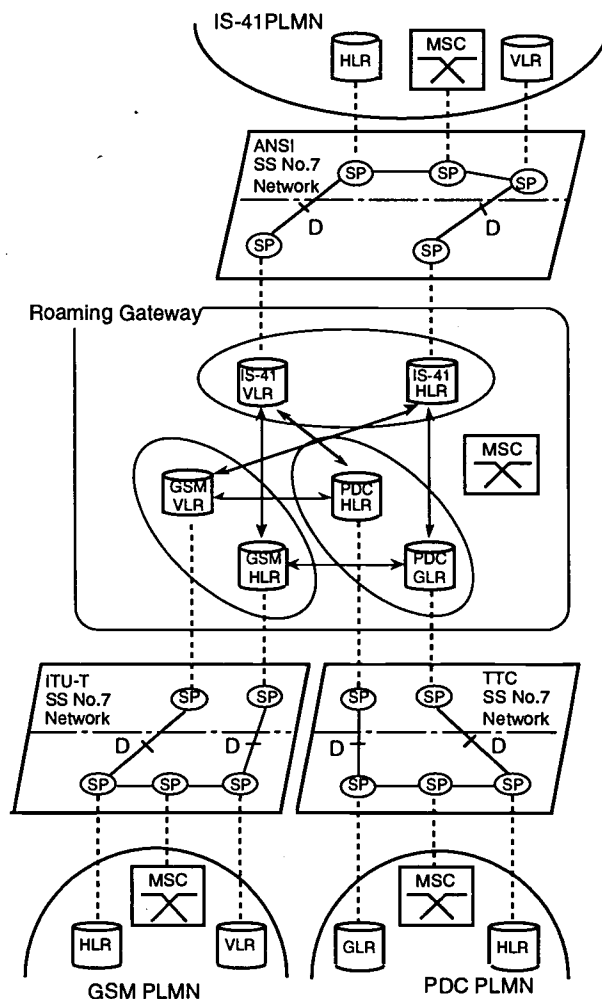 IS-41PLMN
HLR
MSC
VLR
ANSI
SS No.7
Network
SP
SP
SP
D
D
SP
SP
Roaming Gateway
IS-41
VLR
IS-41
HLR
MSC
GSM
VLR
PDC
HLR
GSM
HLR
PDC
GLR
ITU-T
SS No.7
Network
SP
SP
D
D
SP
SP
SP
TTC
SS No.7
Network
SP
SP
D
D
SP
SP
SP
MSC
HLR
VLR
GSM PLMN
MSC
GLR
HLR
PDC PLMN